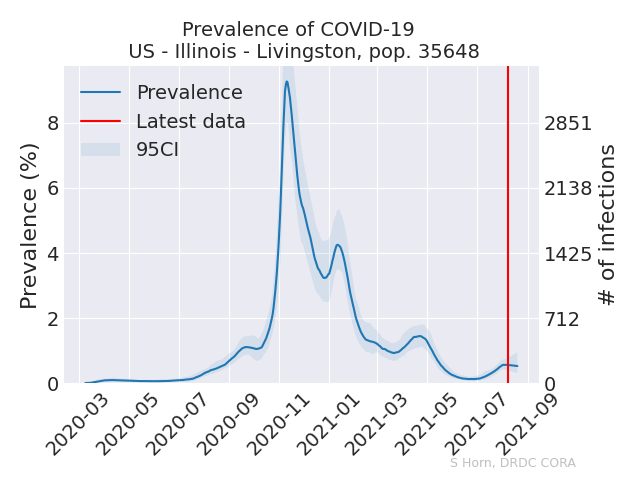 Prevalence of COVID-19
US - Illinois - Livingston, pop. 35648
Prevalence
Latest data
95CI
Prevalence (%)
8
6
4
2
0
2851
2138
1425
712
0
# of infections
2020-03
2020-05
2020-07
2020-09
2020-11
2021-01
2021-03
2021-05
2021-07
2021-09
S Horn, DRDC CORA